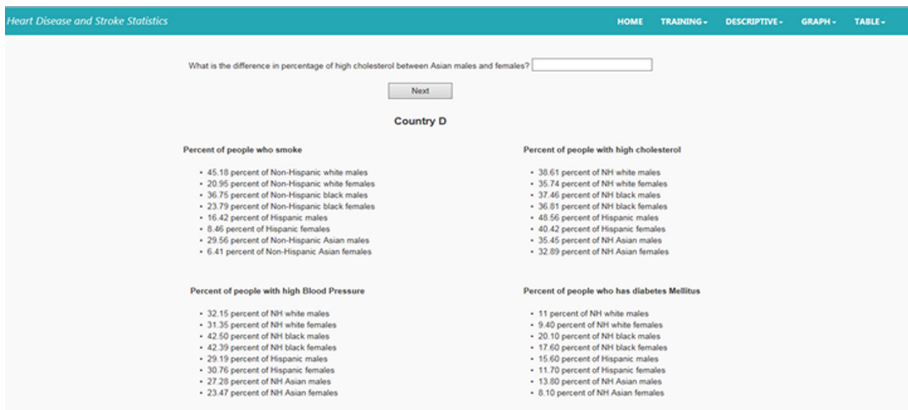 Heart Disease and Stroke Statistics
HOME TRAINING DESCRIPTIVE GRAPH TABLE
What is the difference in percentage of high cholesterol between Asian males and females?
Next
Country D
Percent of people who smoke
• 45.18 percent of Non-Hispanic white males
• 20.95 percent of Non-Hispanic white females
• 36.75 percent of Non-Hispanic black males
• 23.79 percent of Non-Hispanic black females
• 16.42 percent of Hispanic males
• 8.46 percent of Hispanic females
• 29.56 percent of Non-Hispanic Asian males
• 6.41 percent of Non-Hispanic Asian females
Percent of people with high cholesterol
• 38.61 percent of NH white males
• 35.74 percent of NH white females
• 37.46 percent of NH black males
• 36.81 percent of NH black females
• 48.56 percent of Hispanic males
• 40.42 percent of Hispanic females
• 35.45 percent of NH Asian males
• 32.89 percent of NH Asian females
Percent of people with high Blood Pressure
• 32.15 percent of NH white males
• 31.35 percent of NH white females
• 42.50 percent of NH black males
• 42.39 percent of NH black females
• 29.19 percent of Hispanic males
• 30.76 percent of Hispanic females
• 27.28 percent of NH Asian males
• 23.47 percent of NH Asian females
Percent of people who has diabetes Mellitus
• 11 percent of NH white males
• 9.40 percent of NH white females
• 20.10 percent of NH black males
• 17.60 percent of NH black females
• 15.60 percent of Hispanic males
• 11.70 percent of Hispanic females
• 13.80 percent of NH Asian males
• 8.10 percent of NH Asian females